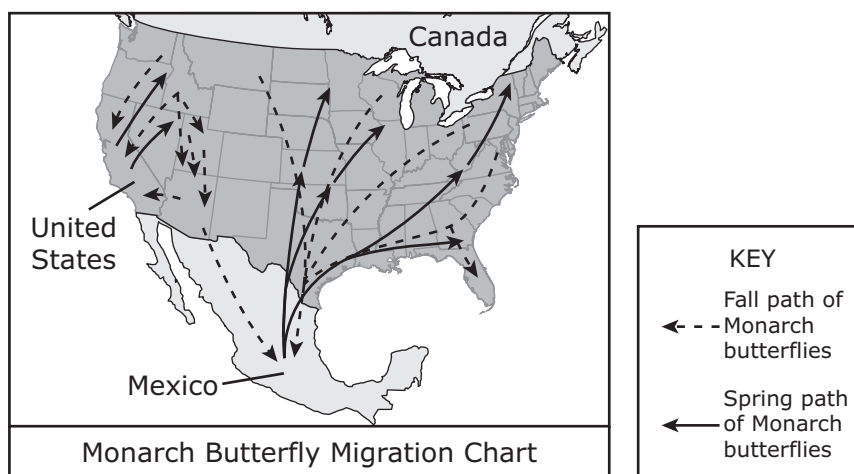 Canada
United
States
Mexico
Monarch Butterfly Migration Chart
KEY
Fall path of
Monarch
butterflies
Spring path
of Monarch
butterflies